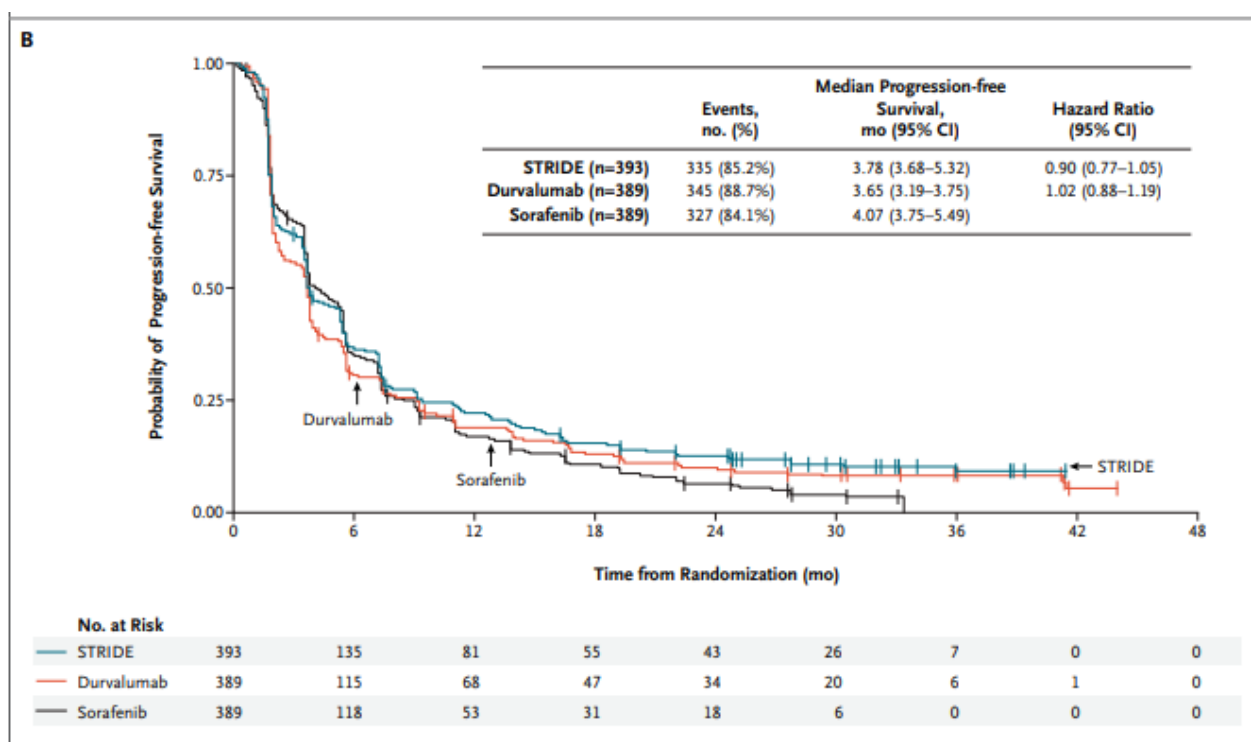 B
1.00
0.75
0.50
0.25
0.00
Probability of Progression-free Survival
Median Progression-free
Events, Survival, Hazard Ratio
no. (%) mo (95% CI) (95% CI)
STRIDE (n=393) 335 (85.2%) 3.78 (3.68–5.32) 0.90 (0.77–1.05)
Durvalumab (n=389) 345 (88.7%) 3.65 (3.19–3.75) 1.02 (0.88–1.19)
Sorafenib (n=389) 327 (84.1%) 4.07 (3.75–5.49)
Durvalumab
Sorafenib
STRIDE
0 6 12 18 24 30 36 42 48
Time from Randomization (mo)
No. at Risk
STRIDE 393 135 81 55 43 26 7 0 0
Durvalumab 389 115 68 47 34 20 6 1 0
Sorafenib 389 118 53 31 18 6 0 0 0